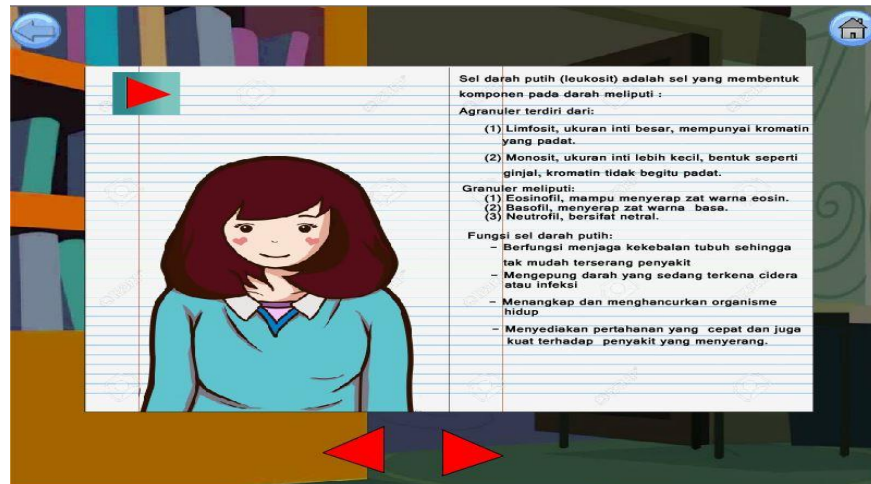 Sel darah putih (leukosit) adalah sel yang membentuk
komponen pada darah meliputi :
Agranuler terdiri dari:
(1) Limfosit, ukuran inti besar, mempunyai kromatin
yang padat.
(2) Monosit, ukuran inti lebih kecil, bentuk seperti
ginjal, kromatin tidak begitu padat.
Granuler meliputi:
(1) Eosinofil, mampu menyerap zat warna eosin.
(2) Basofil, menyerap zat warna basa.
(3) Neutrofil, bersifat netral.
Fungsi sel darah putih:
– Berfungsi menjaga kekebalan tubuh sehingga
tak mudah terserang penyakit
– Mengepung darah yang sedang terkena cidera
atau infeksi
– Menangkap dan menghancurkan organisme
hidup
– Menyediakan pertahanan yang cepat dan juga
kuat terhadap penyakit yang menyerang.